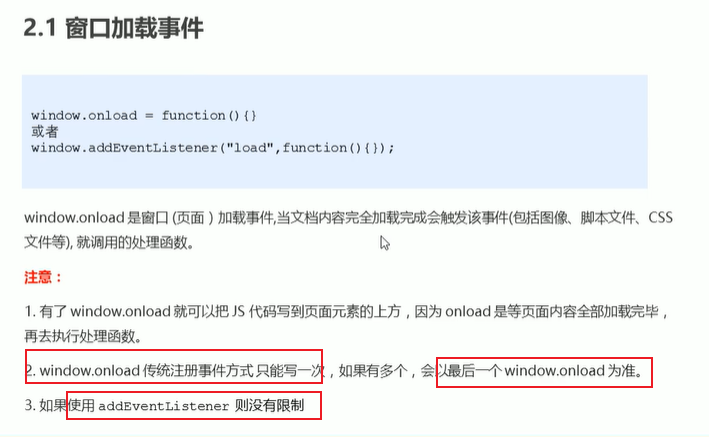 2.1 窗口加载事件
window.onload = function(){}
或者
window.addEventListener("load",function(){});
window.onload 是窗口 (页面）加载事件,当文档内容完全加载完成会触发该事件(包括图像、脚本文件、CSS
文件等), 就调用的处理函数。
注意：
1. 有了 window.onload 就可以把 JS 代码写到页面元素的上方，因为 onload 是等页面内容全部加载完毕，
再去执行处理函数。
2. window.onload 传统注册事件方式 只能写一次，如果有多个，会以最后一个 window.onload 为准。
3. 如果使用 addEventListener 则没有限制